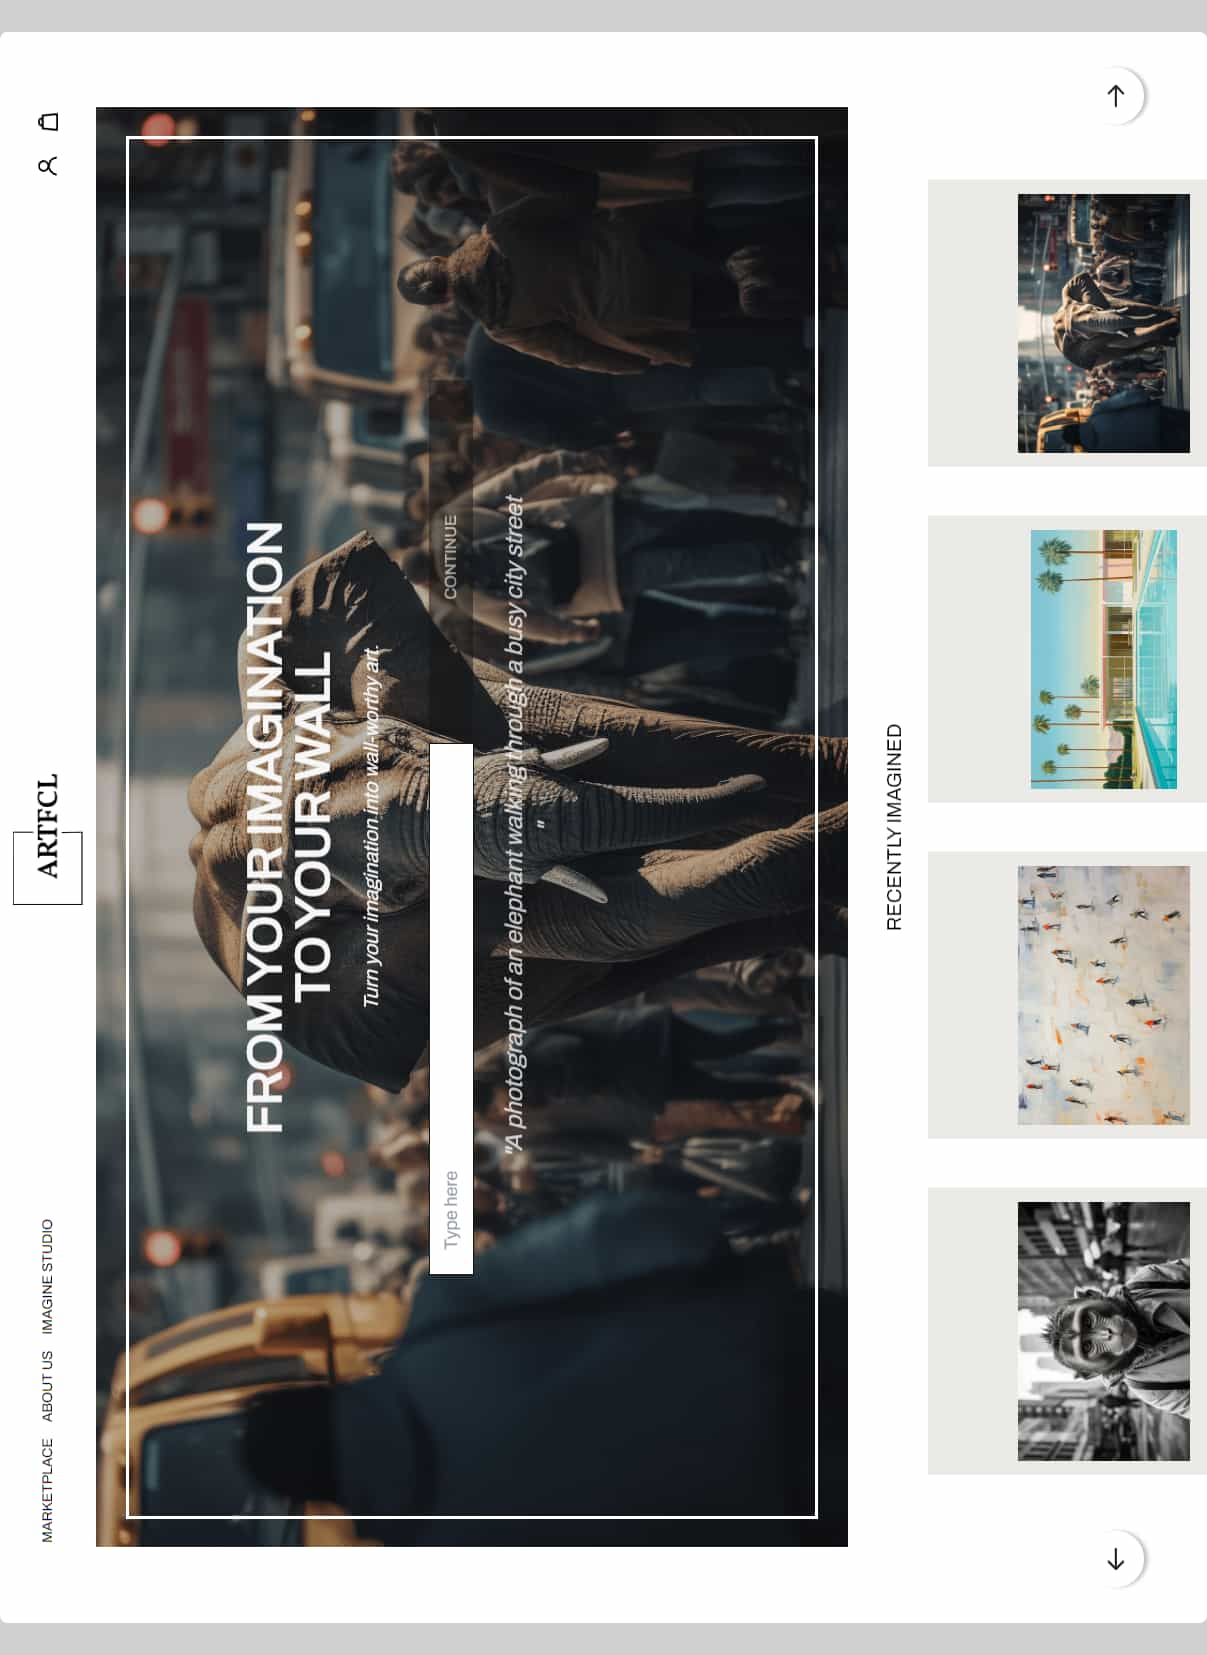 MARKETPLACE ABOUT US IMAGINE STUDIO
ARTFCL
FROM YOUR IMAGINATION
TO YOUR WALL
Turn your imagination into wall-worthy art.
Type here
CONTINUE
"A photograph of an elephant walking through a busy city street
"
RECENTLY IMAGINED